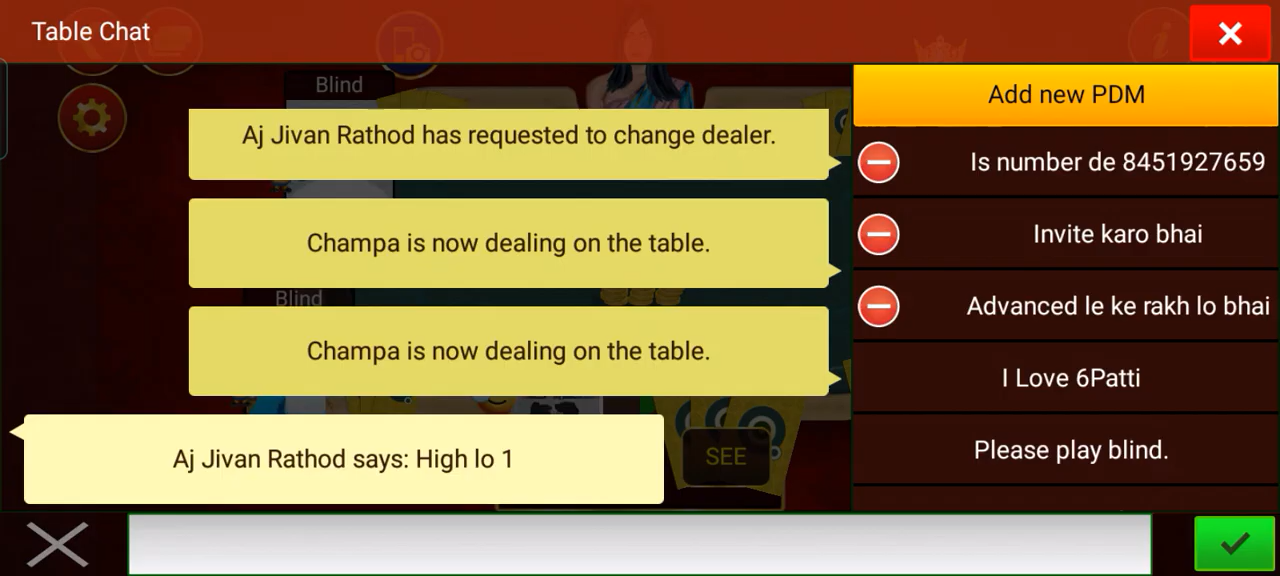 Table Chat
Blind
Aj Jivan Rathod has requested to change dealer.
Champa is now dealing on the table.
Blind
Champa is now dealing on the table.
Aj Jivan Rathod says: High lo 1
SEE
Add new PDM
Is number de 8451927659
Invite karo bhai
Advanced le ke rakh lo bhai
I Love 6Patti
Please play blind.